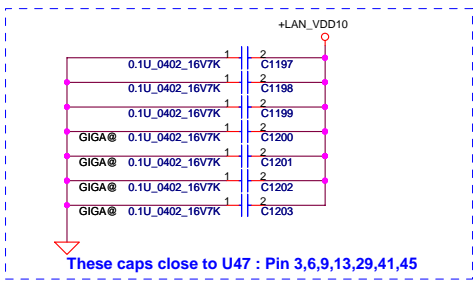 +LAN_VDD10
1 2
0.1U_0402_16V7K C1197
1 2
0.1U_0402_16V7K C1198
1 2
0.1U_0402_16V7K C1199
1 2
GIGA@ 0.1U_0402_16V7K C1200
1 2
GIGA@ 0.1U_0402_16V7K C1201
1 2
GIGA@ 0.1U_0402_16V7K C1202
1 2
GIGA@ 0.1U_0402_16V7K C1203
These caps close to U47 : Pin 3,6,9,13,29,41,45